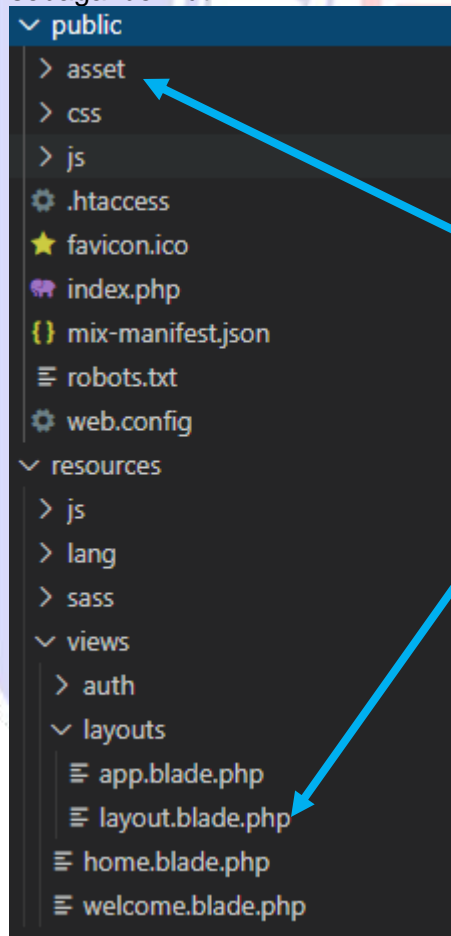 public
asset
css
js
.htaccess
favicon.ico
index.php
{} mix-manifest.json
robots.txt
web.config
resources
js
lang
sass
views
auth
layouts
app.blade.php
layout.blade.php
home.blade.php
welcome.blade.php